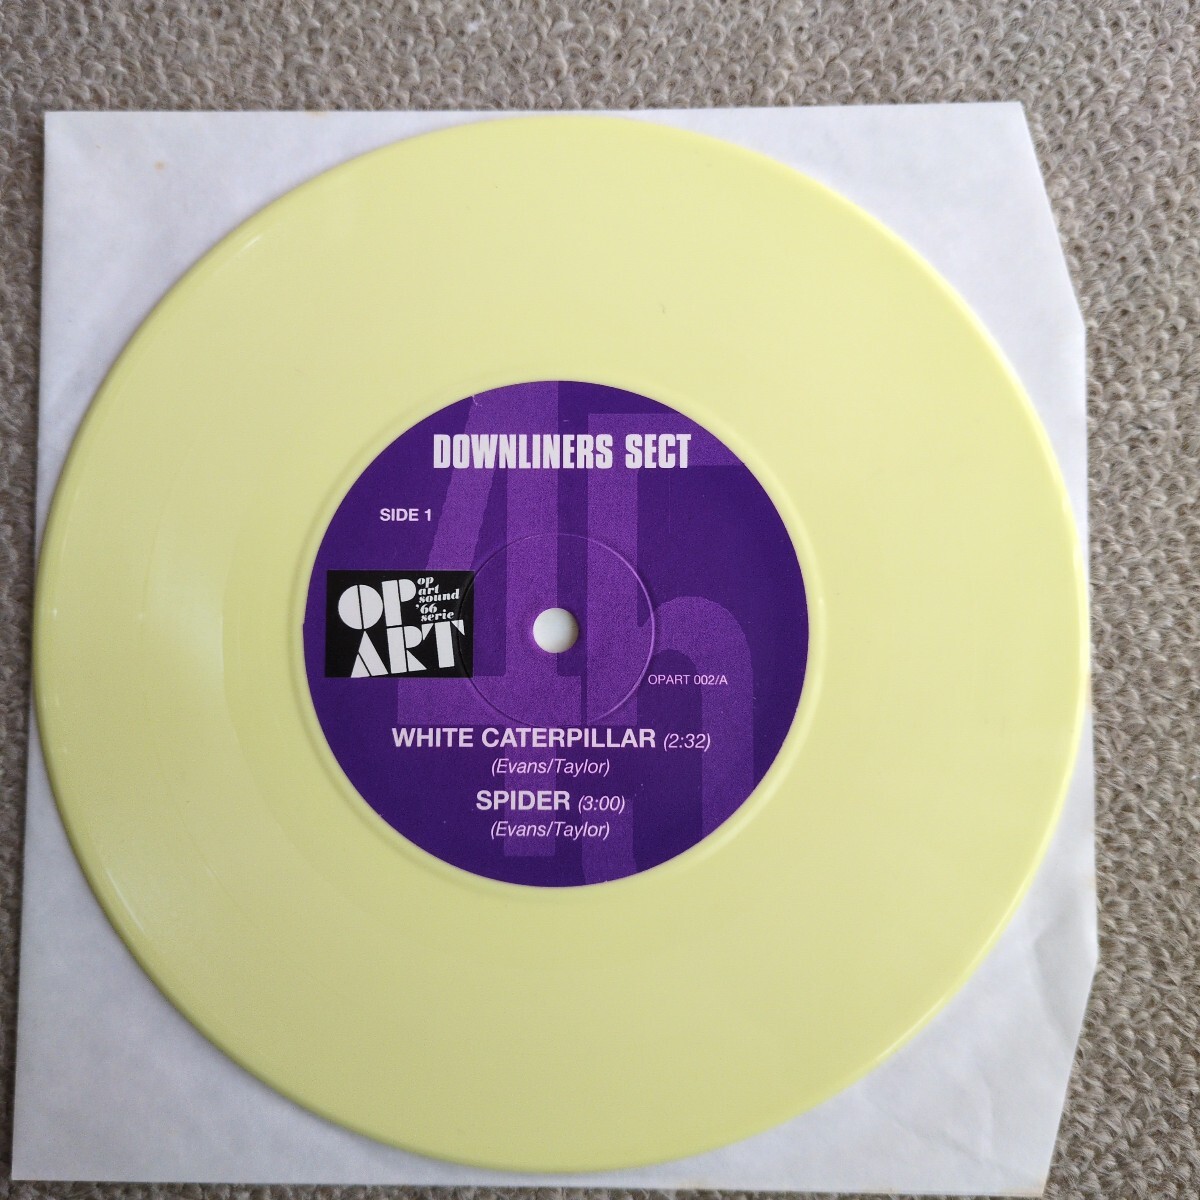 DOWNLINERS SECT
SIDE 1
OP
ART
op
art
sound
'66
serie
OPART 002/A
WHITE CATERPILLAR (2:32)
(Evans/Taylor)
SPIDER (3:00)
(Evans/Taylor)
45